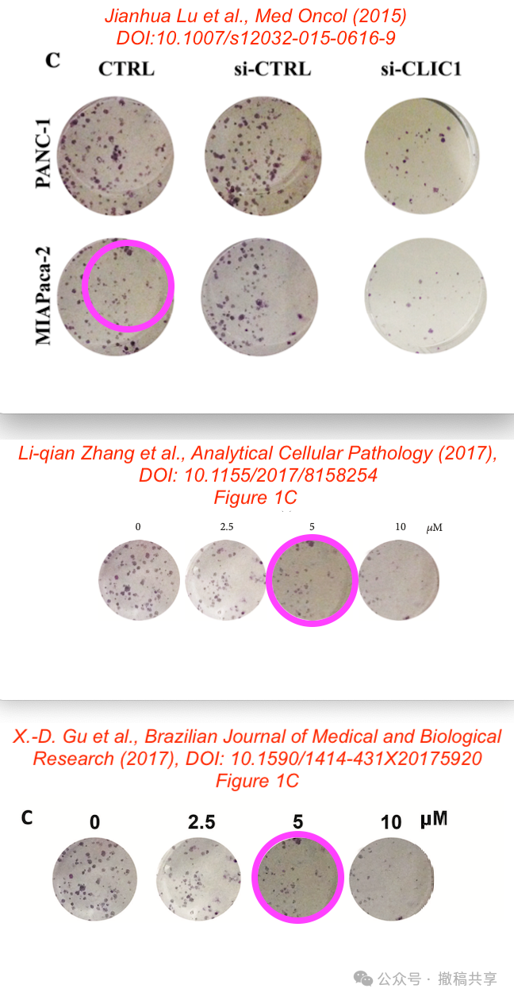 Jianhua Lu et al., Med Oncol (2015)
DOI:10.1007/s12032-015-0616-9
C
CTRL si-CTRL si-CLIC1
PANC-1
MIAPaca-2
Li-qian Zhang et al., Analytical Cellular Pathology (2017),
DOI: 10.1155/2017/8158254
Figure 1C
0 2.5 5 10 μM
X.-D. Gu et al., Brazilian Journal of Medical and Biological
Research (2017), DOI: 10.1590/1414-431X20175920
Figure 1C
C 0 2.5 5 10 μM
公众号 · 撤稿共享